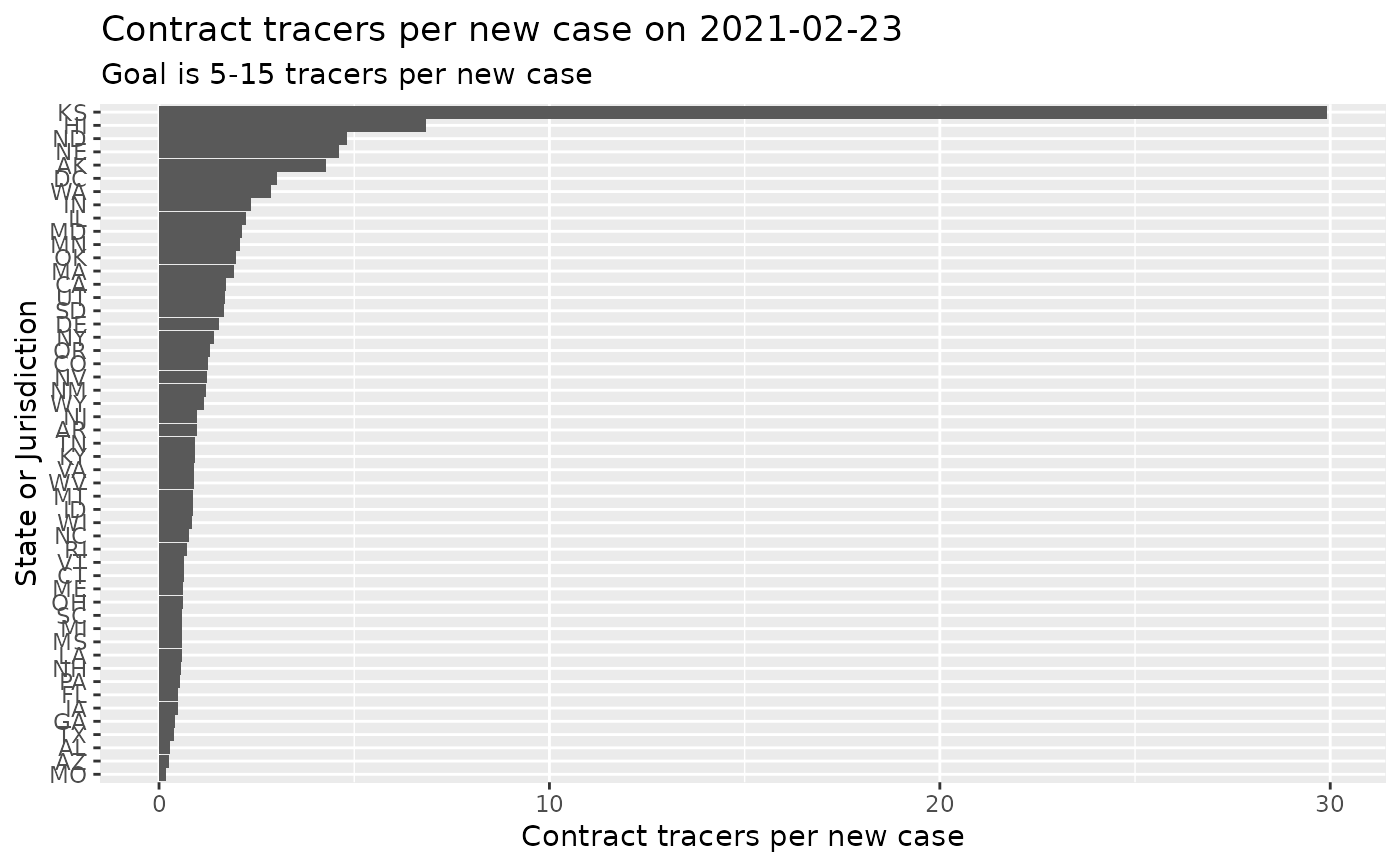 Contract tracers per new case on 2021-02-23
Goal is 5-15 tracers per new case
State or Jurisdiction
KS
HI
ND
NE
AK
DC
WA
IN
IL
MD
MN
OK
MA
CA
UT
SD
DE
NY
OR
CO
NV
NM
WY
NJ
AR
TN
KY
VA
WV
MT
ID
WI
NC
RI
VT
CT
ME
OH
SC
MI
MS
LA
NH
PA
FL
IA
GA
TX
AL
AZ
MO
0 10 20 30
Contract tracers per new case